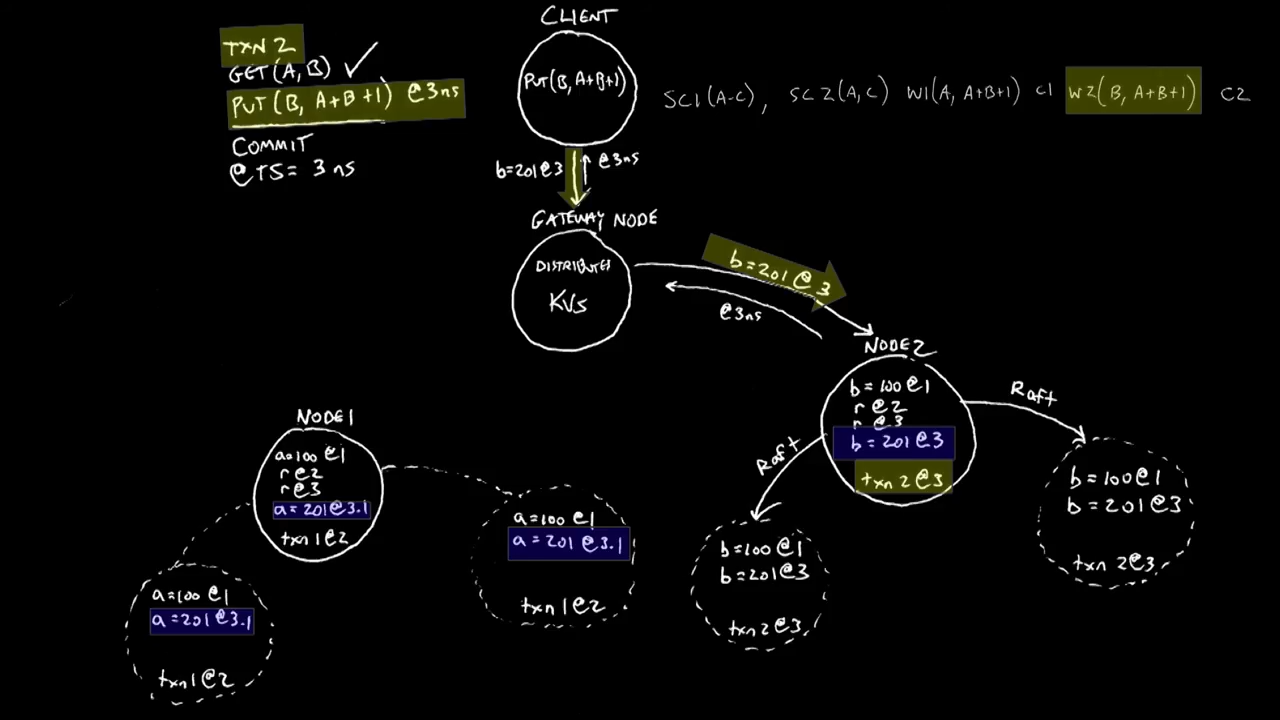 CLIENT
TXN 2
GET(A, B) ✓
PUT(B, A+B+1) @3ns
COMMIT
@TS= 3ns
PUT(B, A+B+1)
SC1(A-C), SC2(A,C) W1(A, A+B+1) C1 W2(B, A+B+1) C2
b=201@3
@3ns
GATEWAY NODE
DISTRIBUTES
KVs
b=201@3
@3ns
NODE2
b=100@1
r@2
r@3
b=201@3
txn2@3
Raft
Raft
b=100@1
b=201@3
txn2@3
b=100@1
b=201@3
txn2@3
NODE1
a=100@1
r@2
r@3
a=201@3.1
txn1@2
a=100@1
a=201@3.1
txn1@2
a=100@1
a=201@3.1
txn1@2